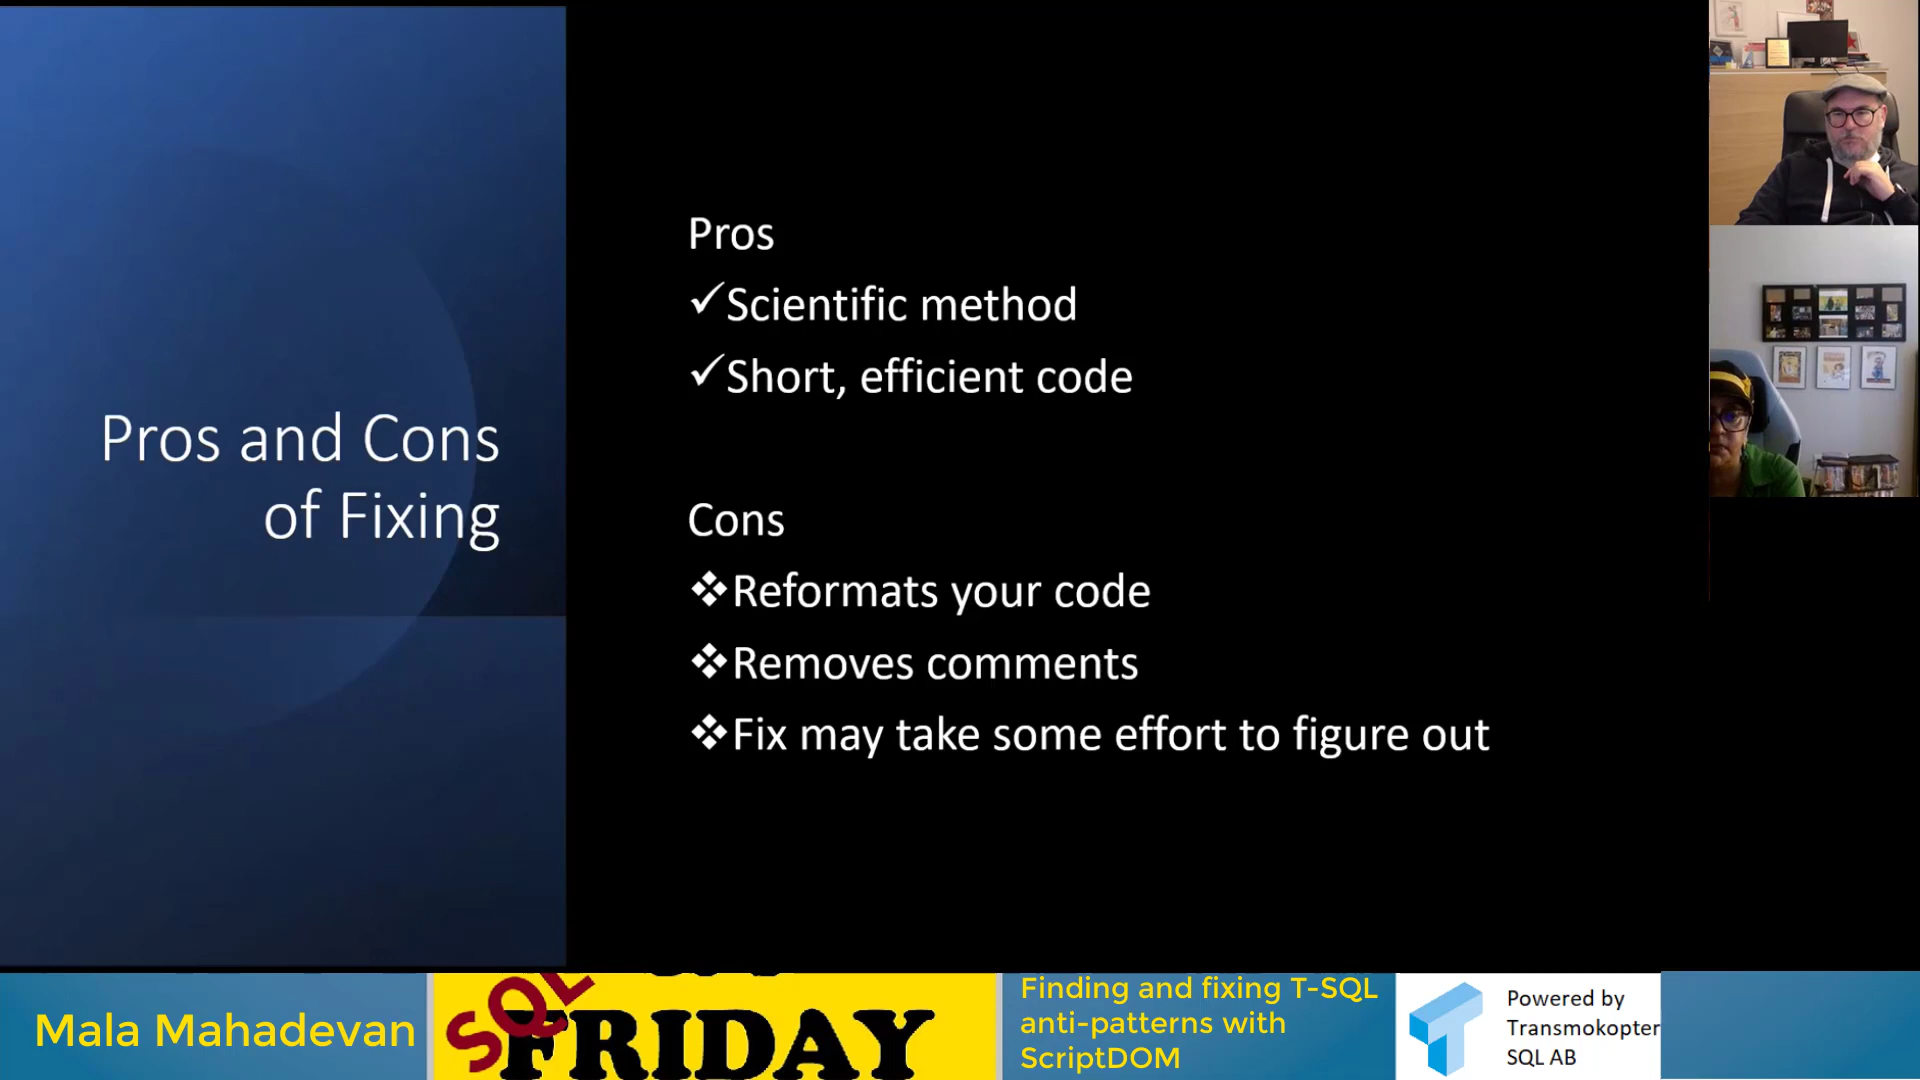 Pros and Cons
of Fixing
Pros
✓Scientific method
✓Short, efficient code
Cons
❖Reformats your code
❖Removes comments
❖Fix may take some effort to figure out
Mala Mahadevan
SQL
FRIDAY
Finding and fixing T-SQL
anti-patterns with
ScriptDOM
Powered by
Transmokopter
SQL AB